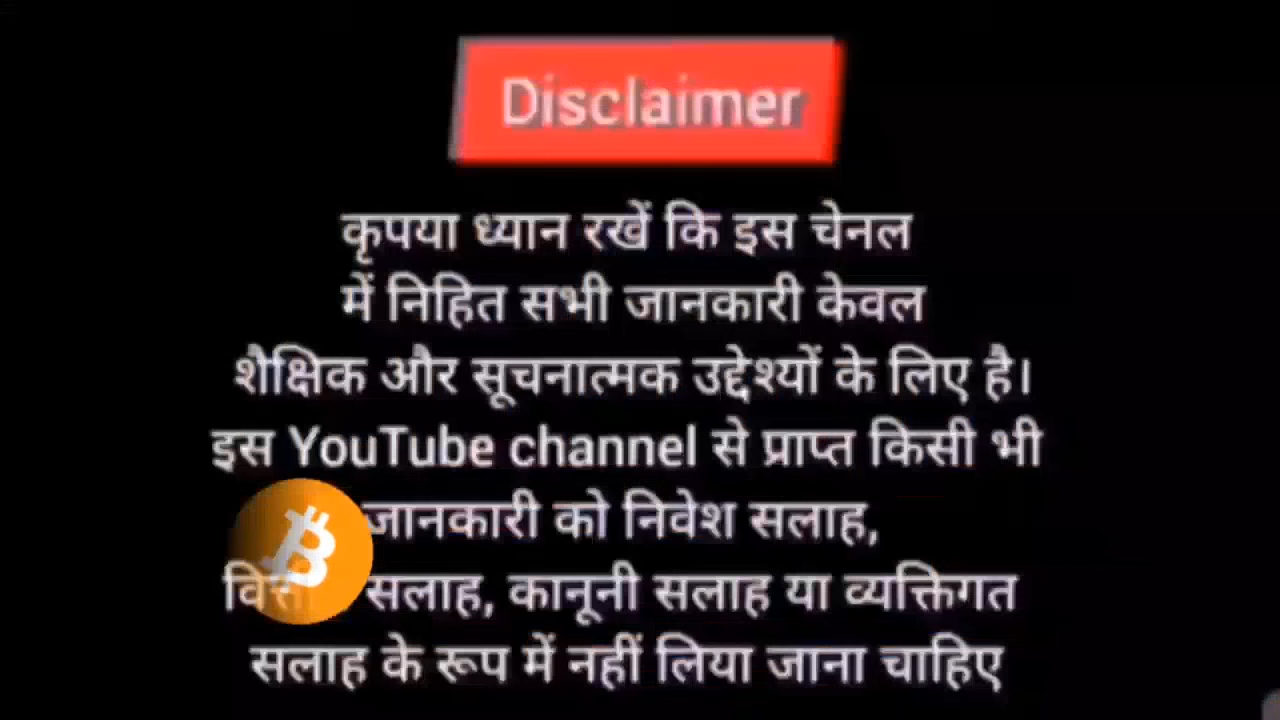 Disclaimer
कृपया ध्यान रखें कि इस चेनल
में निहित सभी जानकारी केवल
शैक्षिक और सूचनात्मक उद्देश्यों के लिए है।
इस YouTube channel से प्राप्त किसी भी
जानकारी को निवेश सलाह,
सलाह, कानूनी सलाह या व्यक्तिगत
सलाह के रूप में नहीं लिया जाना चाहिए